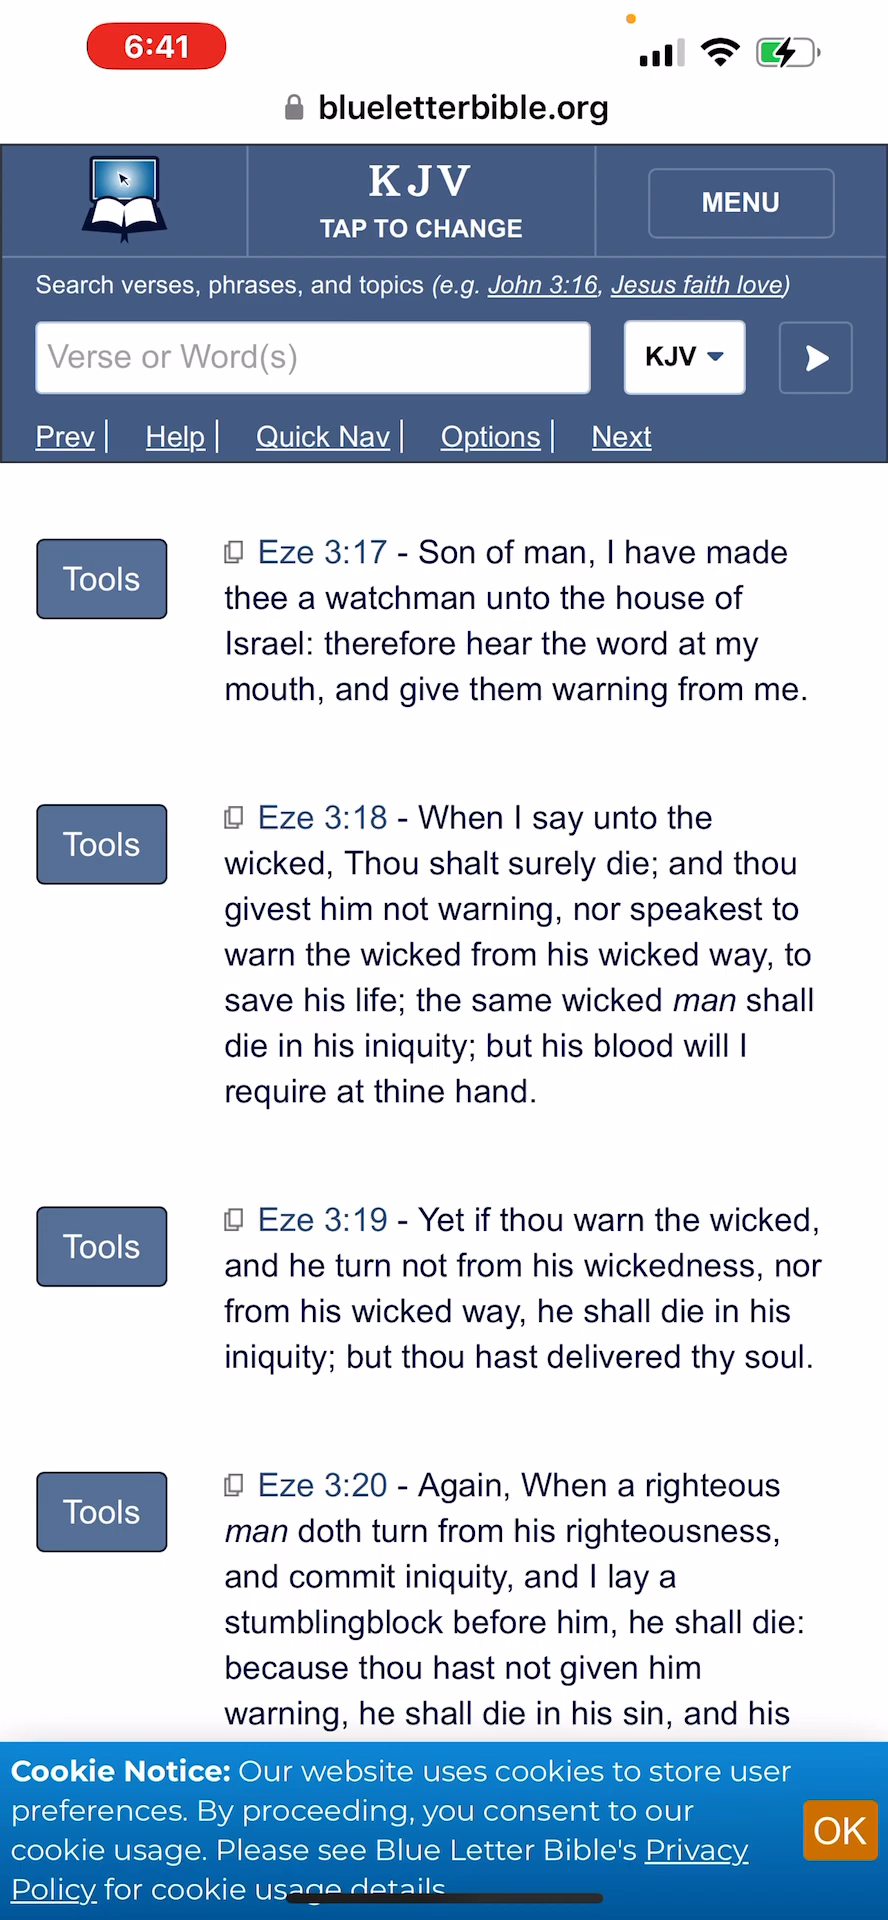 6:41
blueletterbible.org
KJV
TAP TO CHANGE
MENU
Search verses, phrases, and topics (e.g. John 3:16, Jesus faith love)
Verse or Word(s)
KJV
Prev | Help | Quick Nav | Options | Next
Tools
Eze 3:17 - Son of man, I have made
thee a watchman unto the house of
Israel: therefore hear the word at my
mouth, and give them warning from me.
Tools
Eze 3:18 - When I say unto the
wicked, Thou shalt surely die; and thou
givest him not warning, nor speakest to
warn the wicked from his wicked way, to
save his life; the same wicked man shall
die in his iniquity; but his blood will I
require at thine hand.
Tools
Eze 3:19 - Yet if thou warn the wicked,
and he turn not from his wickedness, nor
from his wicked way, he shall die in his
iniquity; but thou hast delivered thy soul.
Tools
Eze 3:20 - Again, When a righteous
man doth turn from his righteousness,
and commit iniquity, and I lay a
stumblingblock before him, he shall die:
because thou hast not given him
warning, he shall die in his sin, and his
Cookie Notice: Our website uses cookies to store user
preferences. By proceeding, you consent to our
cookie usage. Please see Blue Letter Bible's Privacy
Policy for cookie usage details
OK